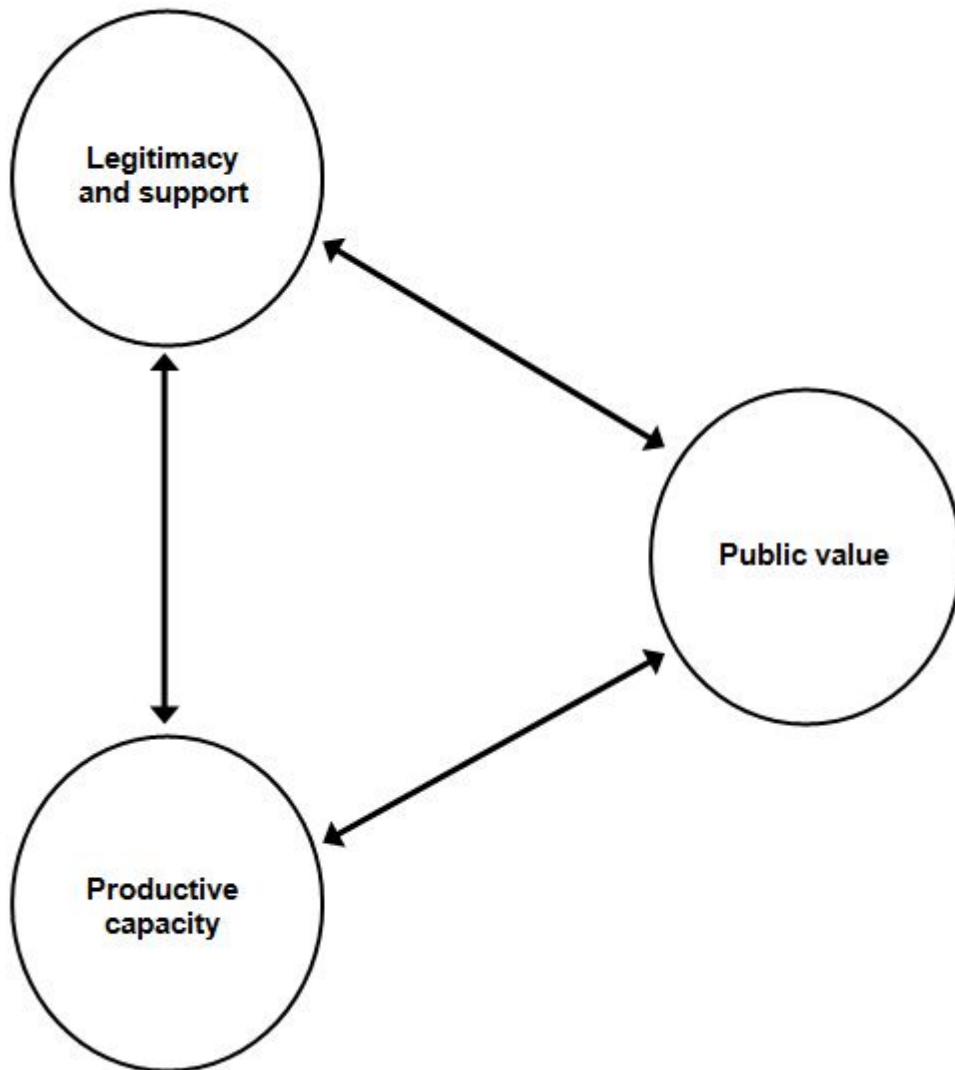 Legitimacy
and support
Public value
Productive
capacity